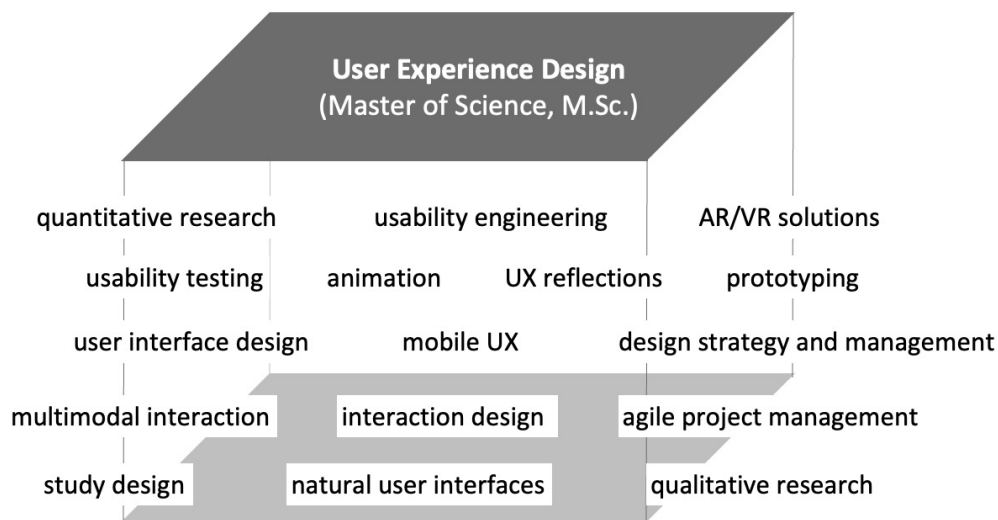 User Experience Design
(Master of Science, M.Sc.)
quantitative research usability engineering AR/VR solutions
usability testing animation UX reflections prototyping
user interface design mobile UX design strategy and management
multimodal interaction interaction design agile project management
study design natural user interfaces qualitative research